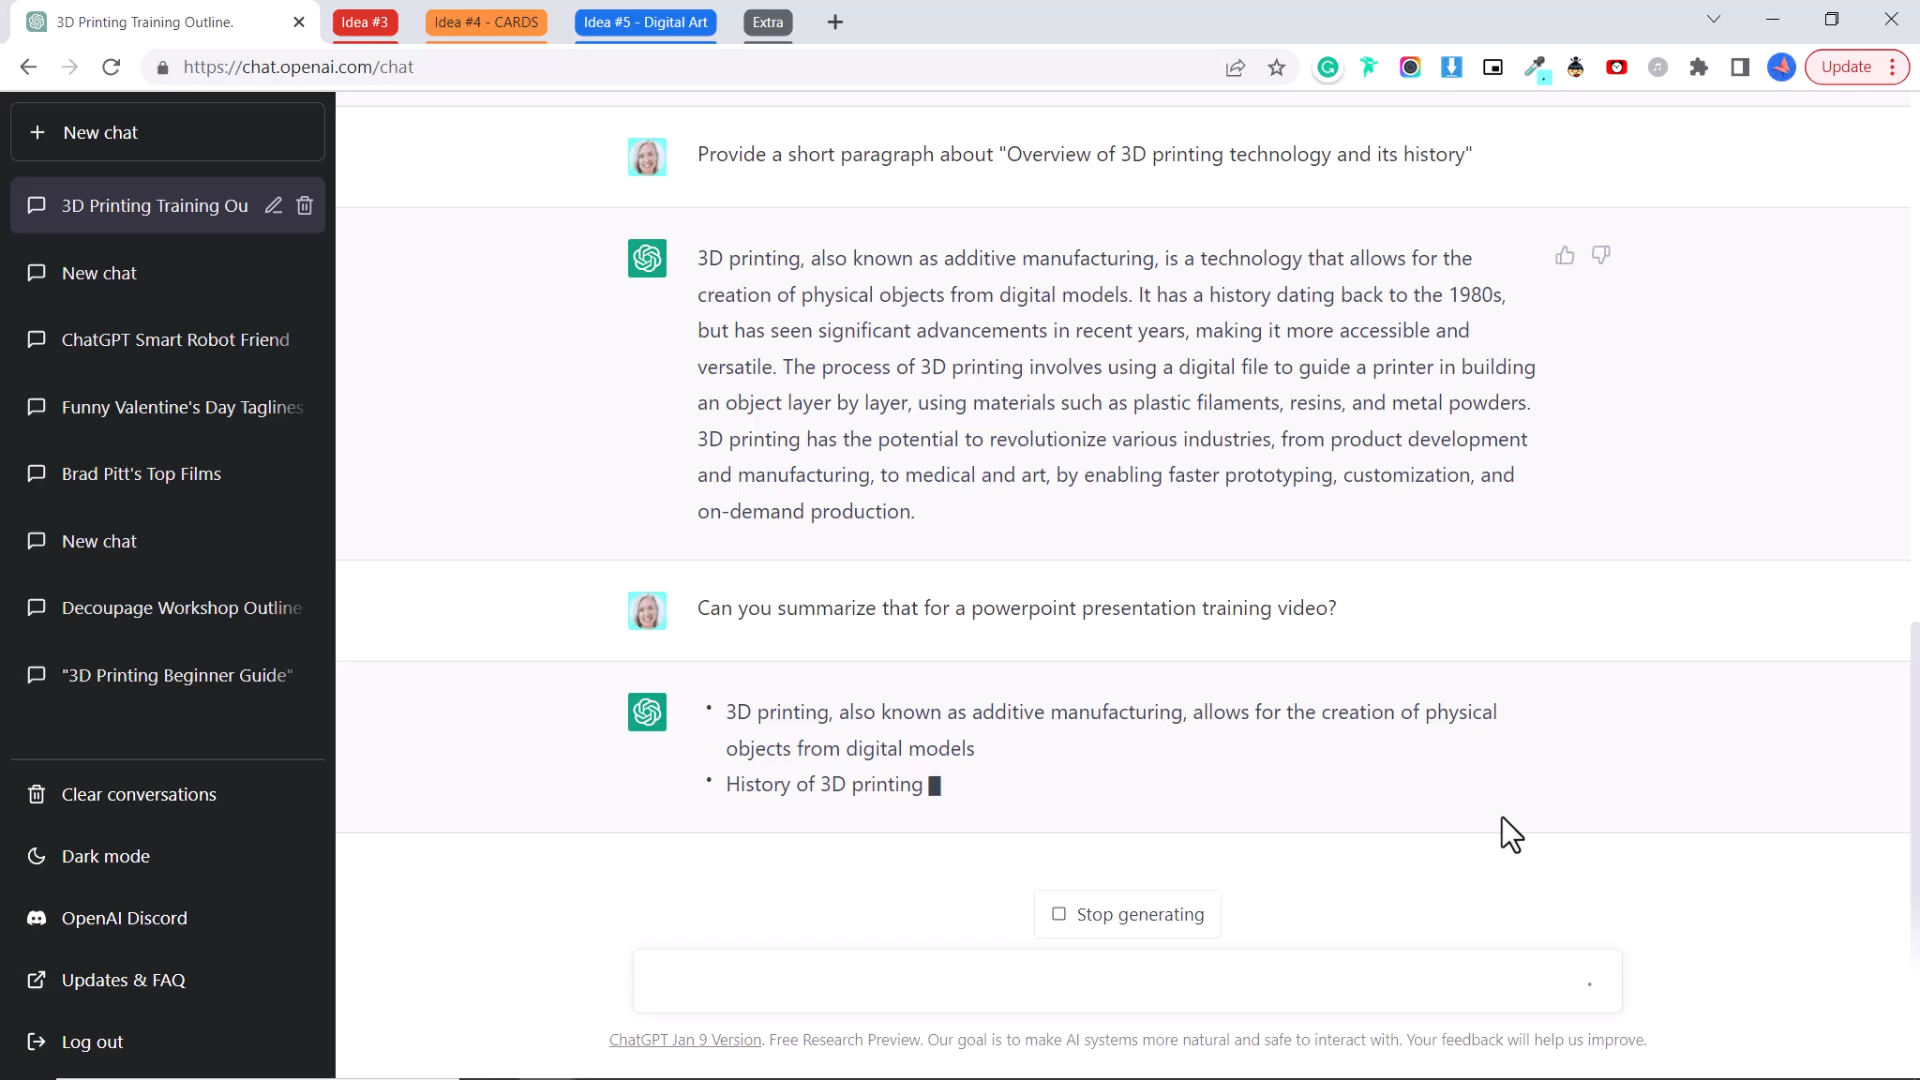 3D Printing Training Outline.
Idea #3
Idea #4 - CARDS
Idea #5 - Digital Art
Extra
https://chat.openai.com/chat
Update
New chat
3D Printing Training Ou
New chat
ChatGPT Smart Robot Friend
Funny Valentine's Day Taglines
Brad Pitt's Top Films
New chat
Decoupage Workshop Outline
"3D Printing Beginner Guide"
Clear conversations
Dark mode
OpenAI Discord
Updates & FAQ
Log out
Provide a short paragraph about "Overview of 3D printing technology and its history"
3D printing, also known as additive manufacturing, is a technology that allows for the
creation of physical objects from digital models. It has a history dating back to the 1980s,
but has seen significant advancements in recent years, making it more accessible and
versatile. The process of 3D printing involves using a digital file to guide a printer in building
an object layer by layer, using materials such as plastic filaments, resins, and metal powders.
3D printing has the potential to revolutionize various industries, from product development
and manufacturing, to medical and art, by enabling faster prototyping, customization, and
on-demand production.
Can you summarize that for a powerpoint presentation training video?
• 3D printing, also known as additive manufacturing, allows for the creation of physical
objects from digital models
• History of 3D printing
Stop generating
ChatGPT Jan 9 Version. Free Research Preview. Our goal is to make AI systems more natural and safe to interact with. Your feedback will help us improve.